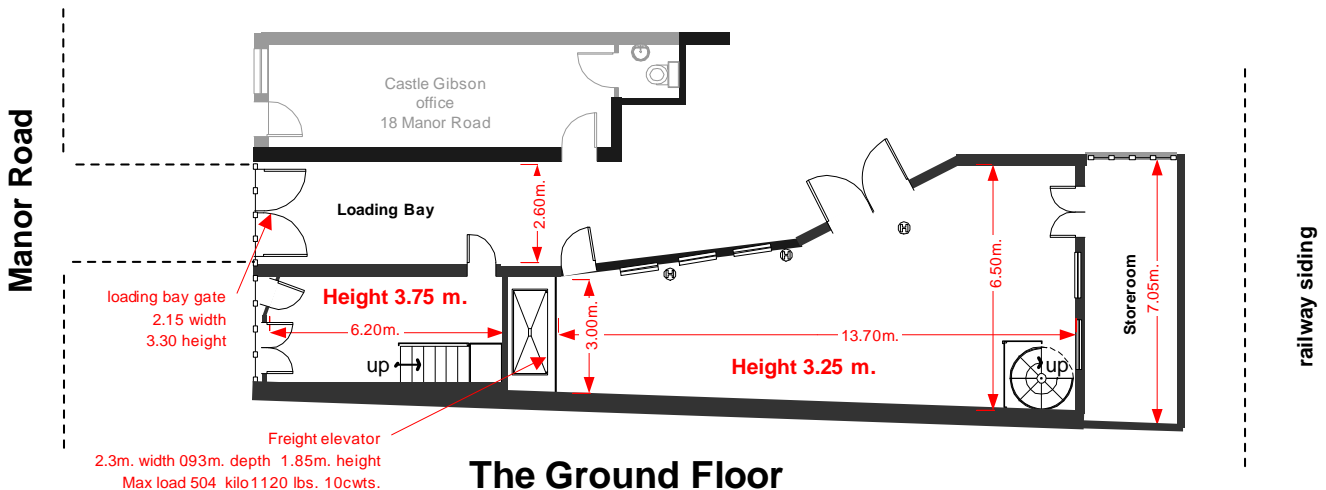 Manor Road
Castle Gibson
office
18 Manor Road
Loading Bay
2.60m.
loading bay gate
2.15 width
3.30 height
Height 3.75 m.
6.20m.
up
3.00m.
13.70m.
Height 3.25 m.
6.50m.
up
Storeroom
7.05m.
railway siding
H
H
H
Freight elevator
2.3m. width 093m. depth 1.85m. height
Max load 504 kilo1120 lbs. 10cwts.
The Ground Floor